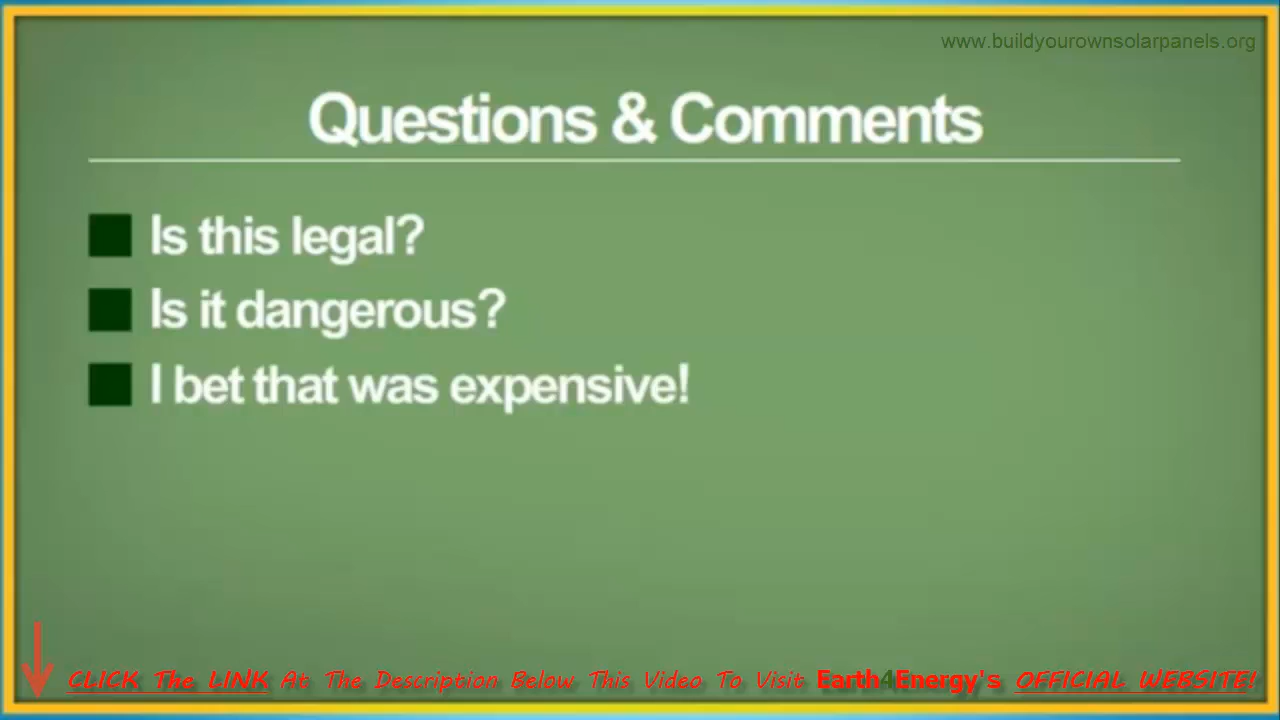 www.buildyourownsolarpanels.org
Questions & Comments
Is this legal?
Is it dangerous?
I bet that was expensive!
CLICK The LINK At The Description Below This Video To Visit Earth4Energy's OFFICIAL WEBSITE!